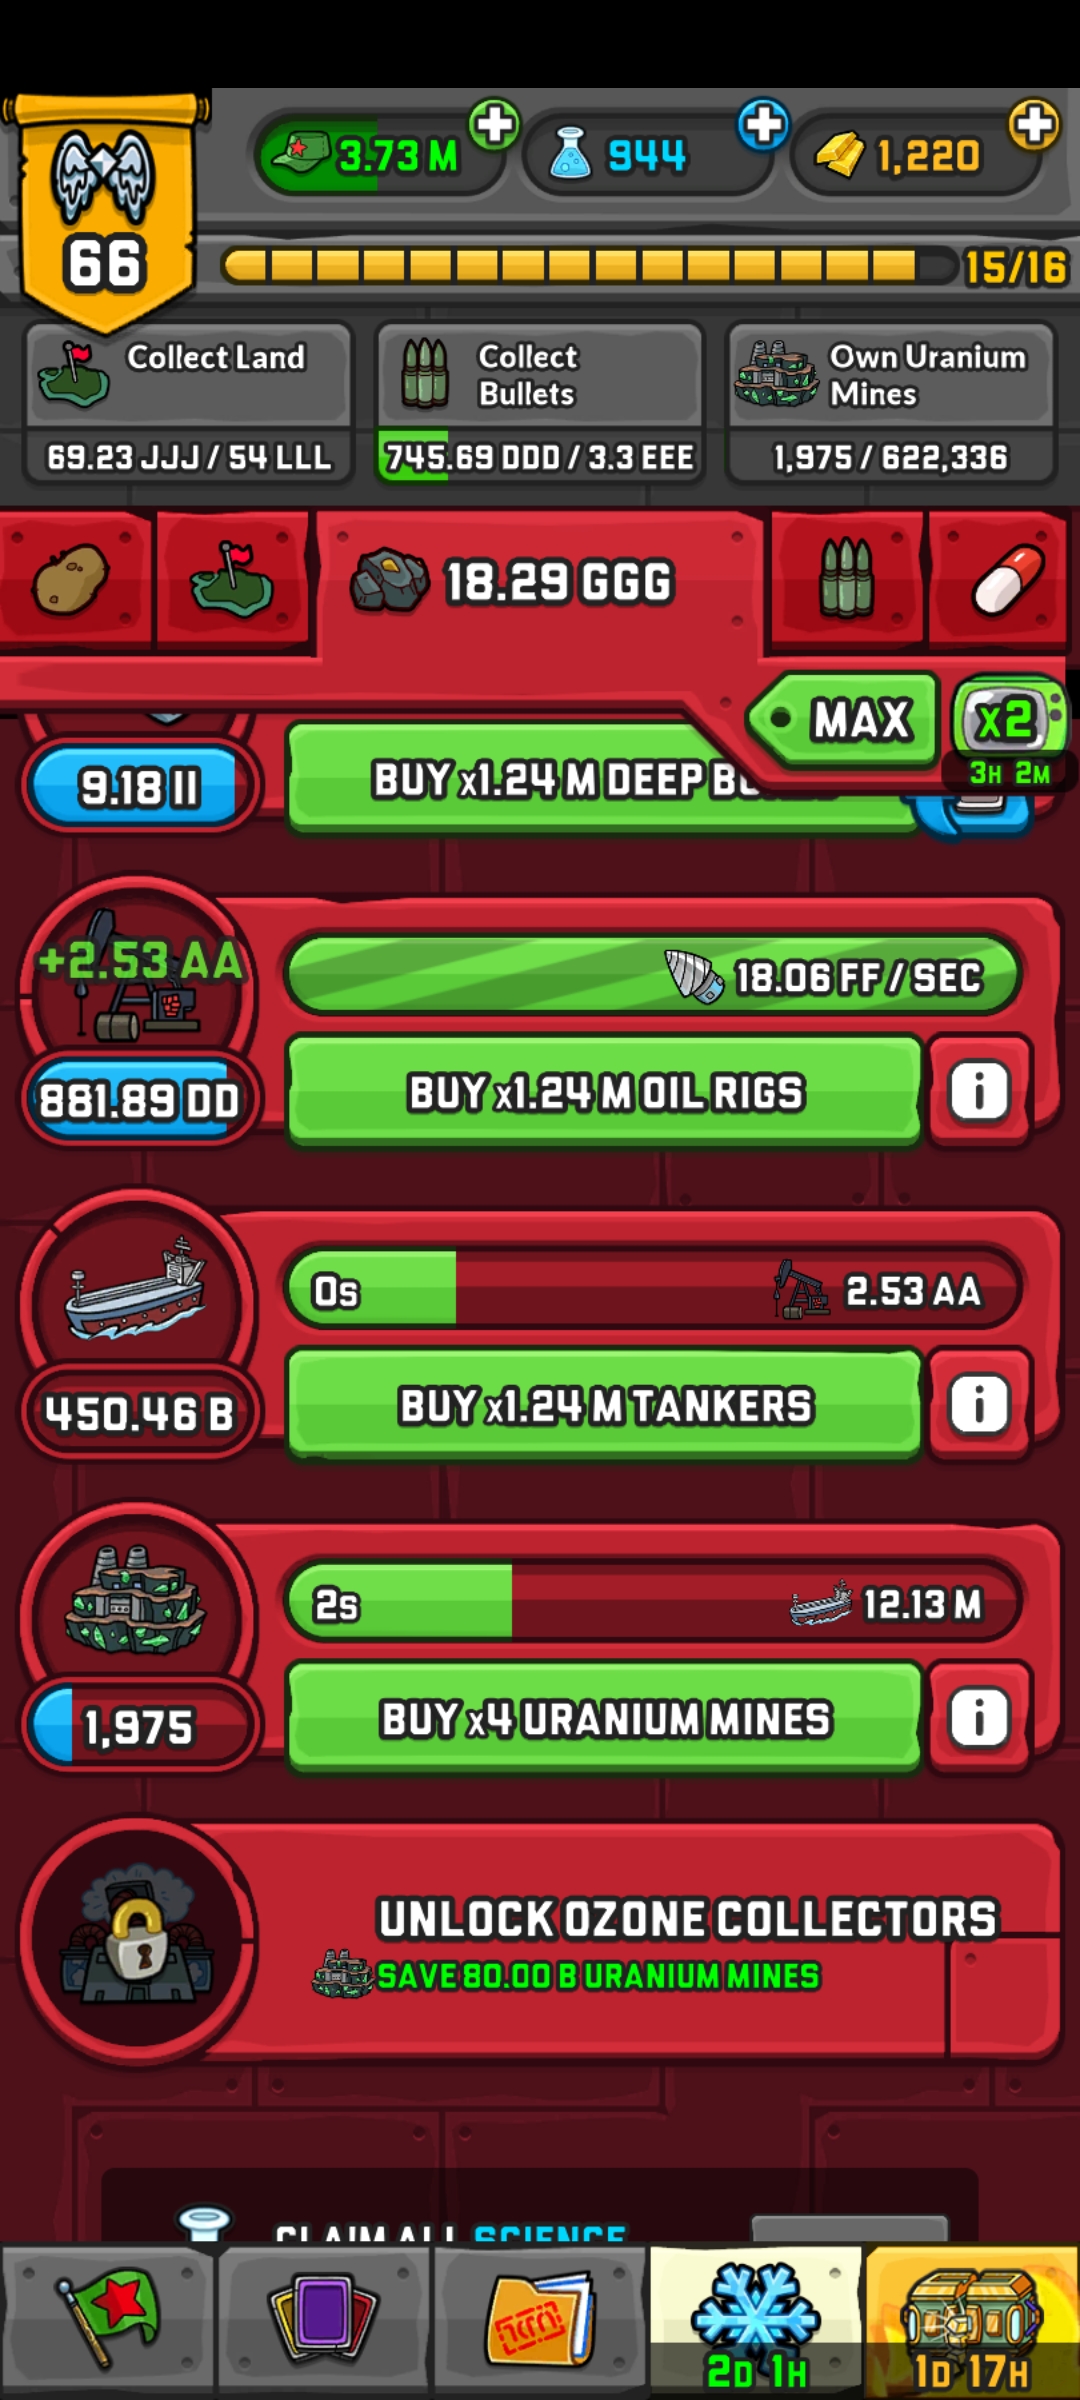 3.73 M
944
1,220
66
15/16
Collect Land
69.23 JJJ / 54 LLL
Collect
Bullets
745.69 DDD / 3.3 EEE
Own Uranium
Mines
1,975 / 622,336
18.29 GGG
MAX
x2
3H 2M
9.18 II
BUY x1.24 M DEEP
+2.53 AA
18.06 FF / SEC
881.89 DD
BUY x1.24 M OIL RIGS
i
0s
2.53 AA
450.46 B
BUY x1.24 M TANKERS
i
2s
12.13 M
1,975
BUY x4 URANIUM MINES
i
UNLOCK OZONE COLLECTORS
SAVE 80.00 B URANIUM MINES
CLAIM ALL SCIENCE
2D 1H
1D 17H